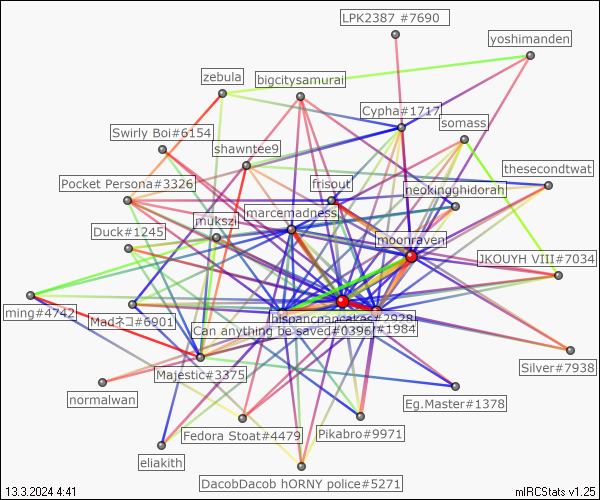 LPK2387 #7690
yoshimanden
zebula
bigcitysamurai
Cypha#1717
somass
Swirly Boi#6154
shawntee9
thesecondtwat
Pocket Persona#3326
frisout
neokingghidorah
marcemadness
mukszi
Duck#1245
moonraven
JKOUYH VIII#7034
ming#4742
Madネコ#6901
#2928
Can anything be saved#0396
#1984
Majestic#3375
Silver#7938
normalwan
Eg.Master#1378
Fedora Stoat#4479
Pikabro#9971
eliakith
DacobDacob hORNY police#5271
13.3.2024 4:41
mIRCStats v1.25